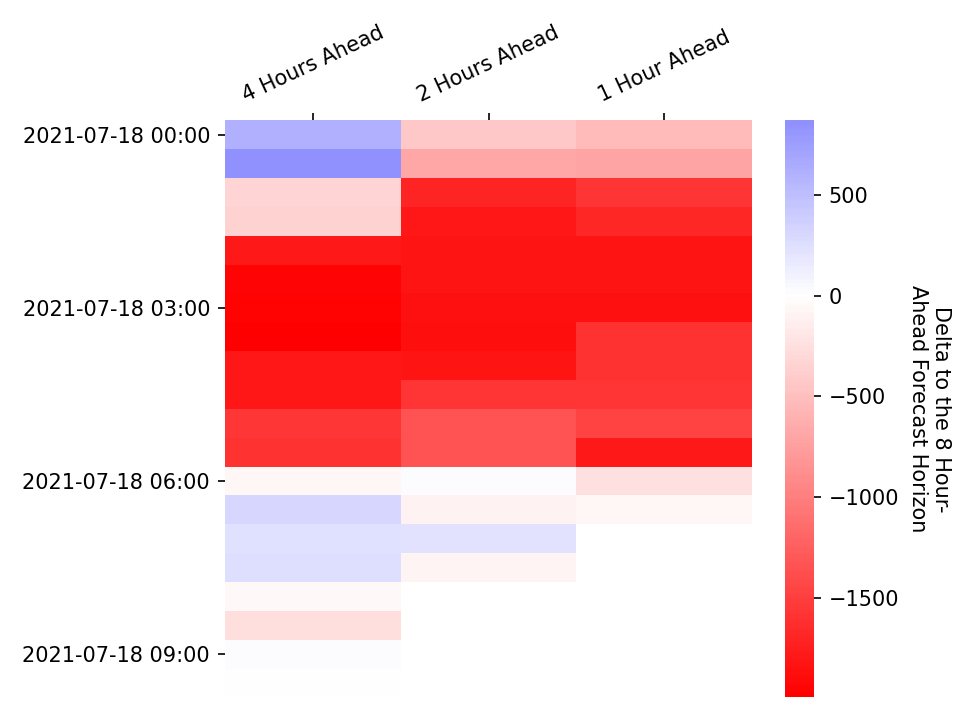 4 Hours Ahead
2 Hours Ahead
1 Hour Ahead
2021-07-18 00:00
2021-07-18 03:00
2021-07-18 06:00
2021-07-18 09:00
500
0
−500
−1000
−1500
Delta to the 8 Hour-
Ahead Forecast Horizon